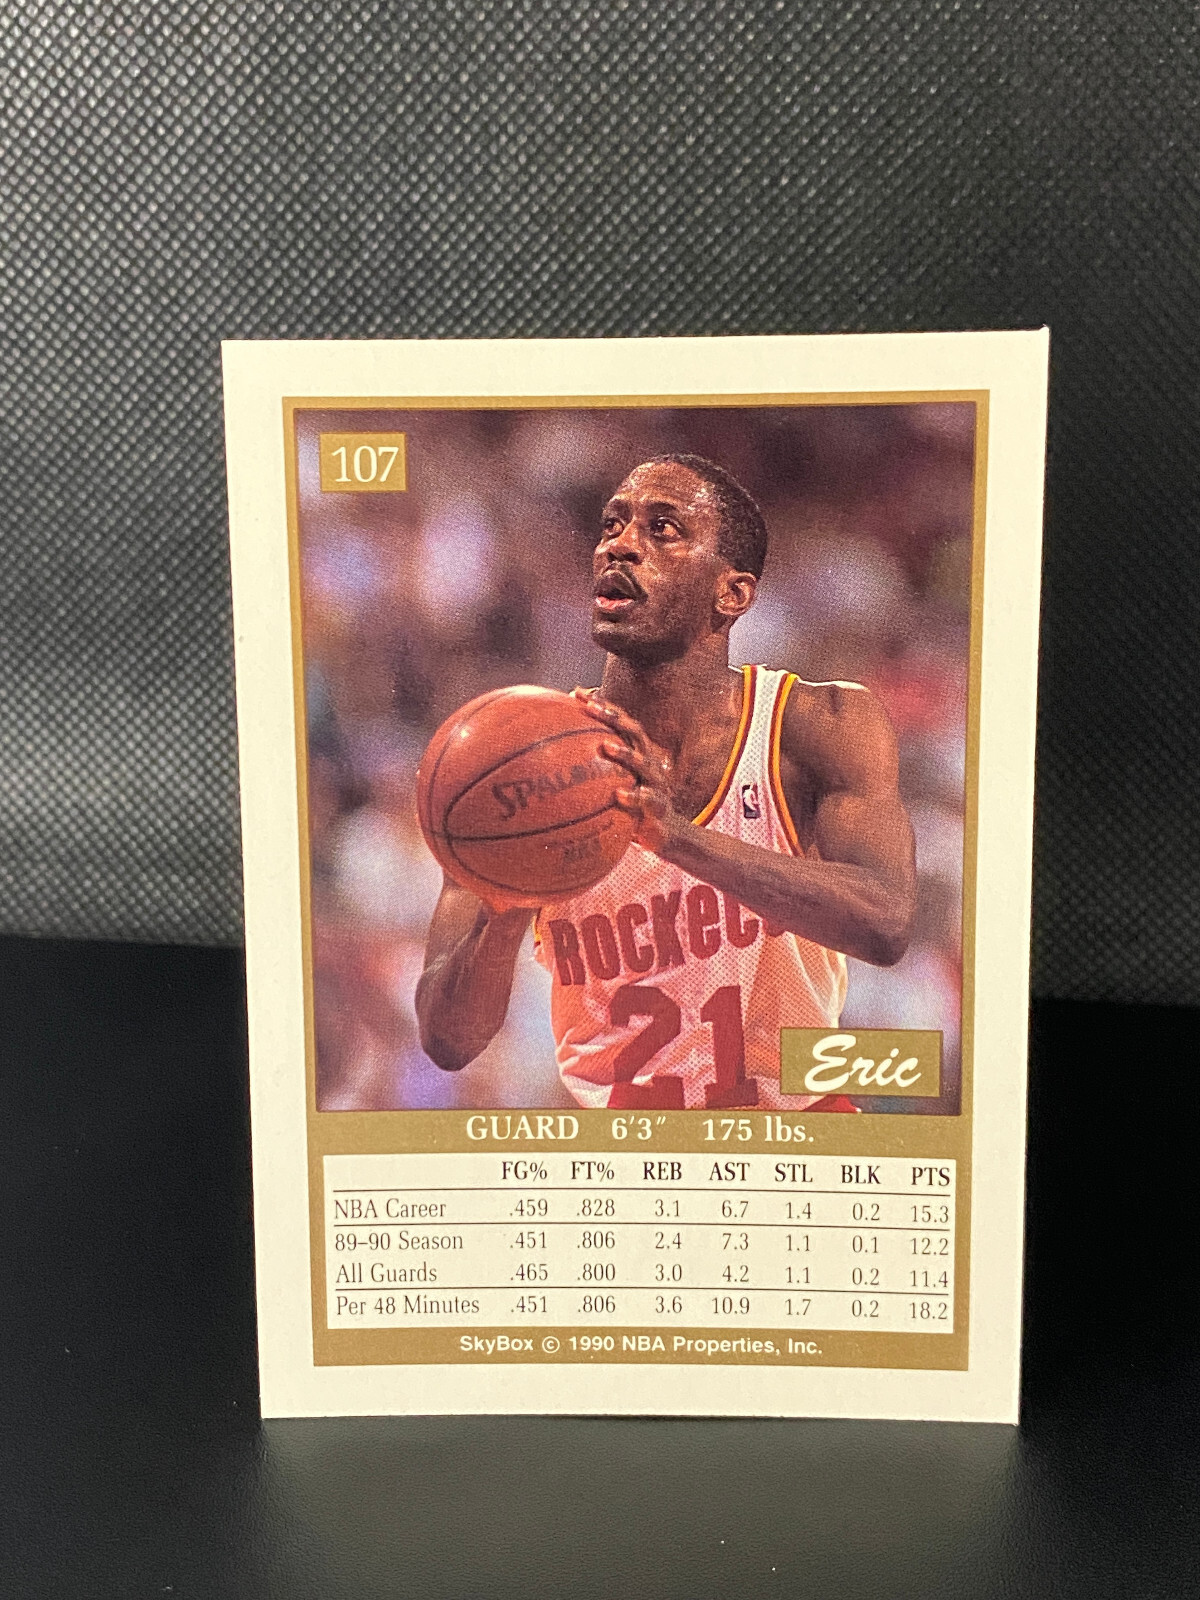 107
SPALDING
ROCKE
21
Eric
GUARD 6'3" 175 lbs.
FG% FT% REB AST STL BLK PTS
NBA Career .459 .828 3.1 6.7 1.4 0.2 15.3
89–90 Season .451 .806 2.4 7.3 1.1 0.1 12.2
All Guards .465 .800 3.0 4.2 1.1 0.2 11.4
Per 48 Minutes .451 .806 3.6 10.9 1.7 0.2 18.2
SkyBox © 1990 NBA Properties, Inc.